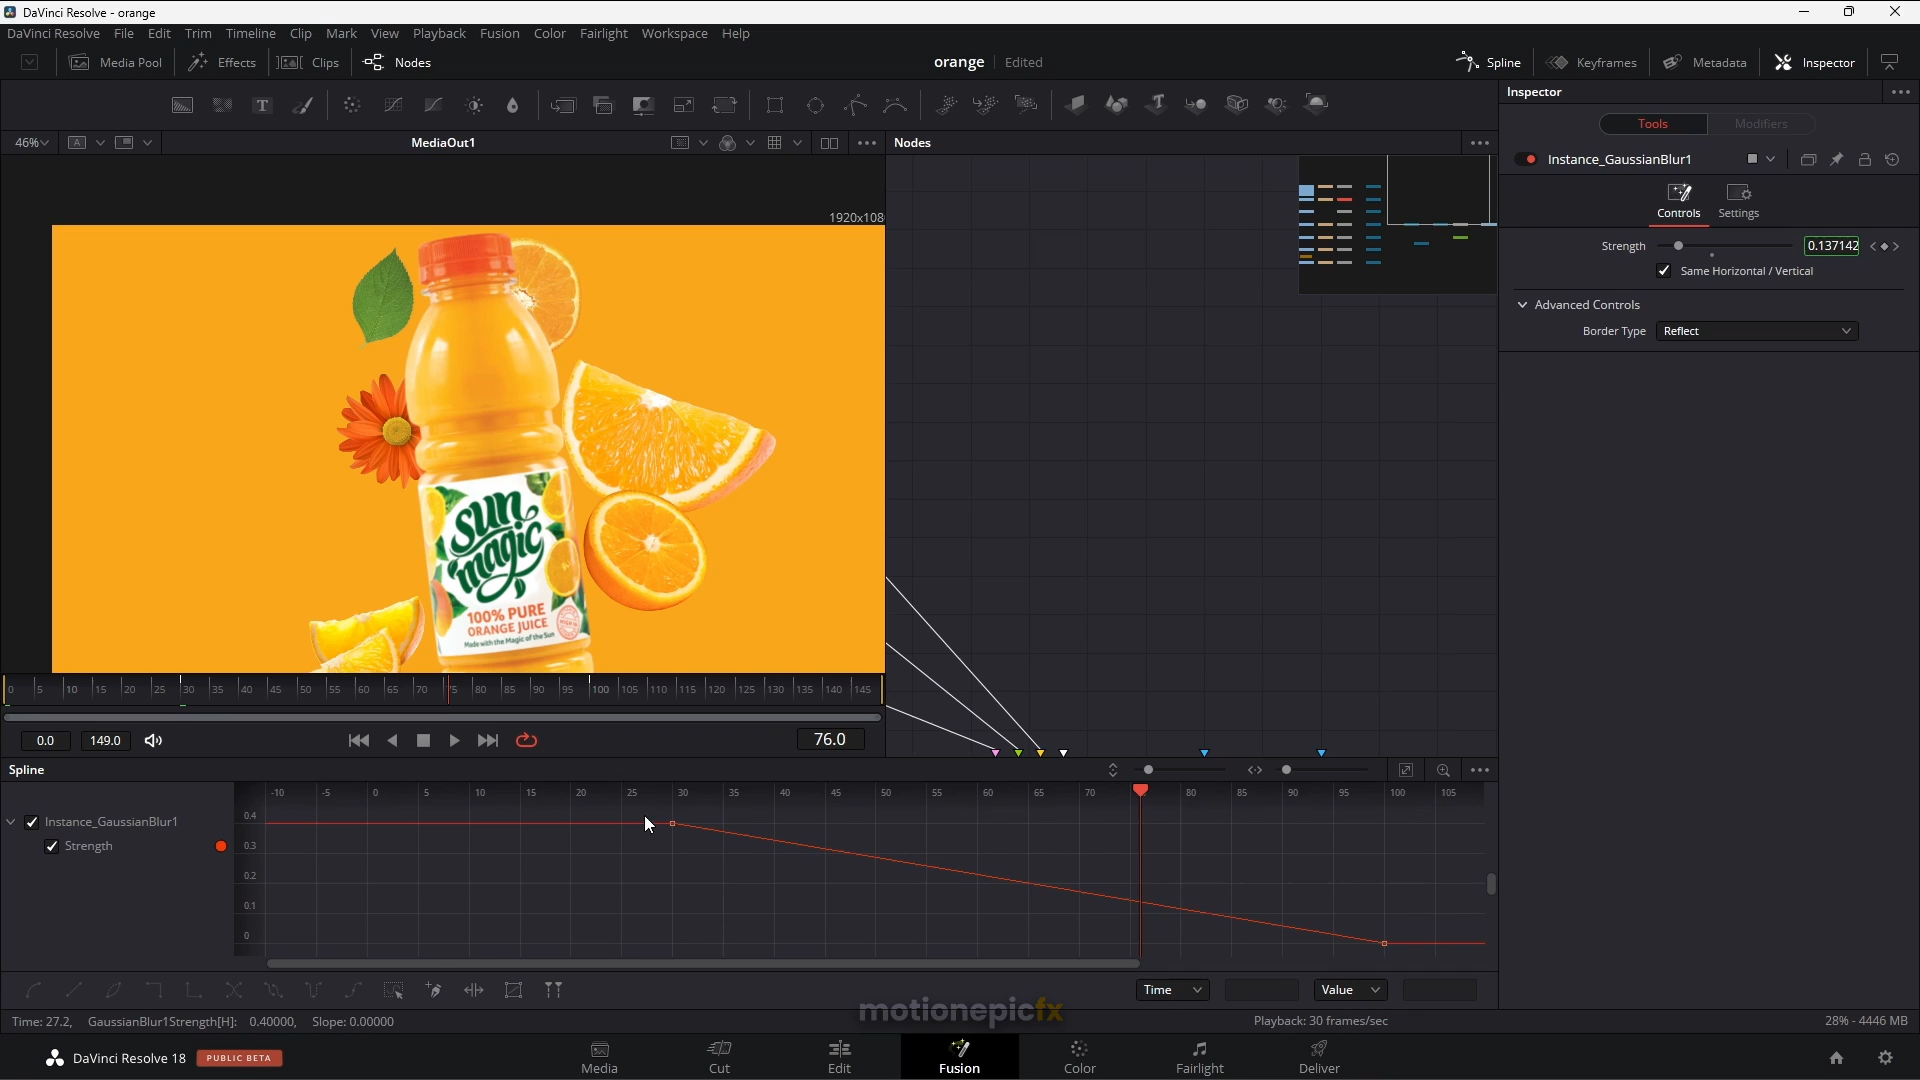 DaVinci Resolve - orange
DaVinci Resolve File Edit Trim Timeline Clip Mark View Playback Fusion Color Fairlight Workspace Help
Media Pool Effects Clips Nodes orange Edited Spline Keyframes Metadata Inspector
Inspector
46% A MediaOut1 Nodes
Tools Modifiers
Instance_GaussianBlur1
Controls Settings
1920x108
Strength 0.137142
Same Horizontal / Vertical
Advanced Controls
Border Type Reflect
sun
magic
100% PURE
ORANGE JUICE
Made with the Magic of the Sun
0 5 10 15 20 25 30 35 40 45 50 55 60 65 70 75 80 85 90 95 100 105 110 115 120 125 130 135 140 145
0.0 149.0 76.0
Spline
-10 -5 0 5 10 15 20 25 30 35 40 45 50 55 60 65 70 80 85 90 95 100 105
Instance_GaussianBlur1
Strength
0.4
0.3
0.2
0.1
0
Time Value
motionepicfx
Time: 27.2, GaussianBlur1Strength[H]: 0.40000, Slope: 0.00000 Playback: 30 frames/sec 28% - 4446 MB
DaVinci Resolve 18 PUBLIC BETA
Media Cut Edit Fusion Color Fairlight Deliver